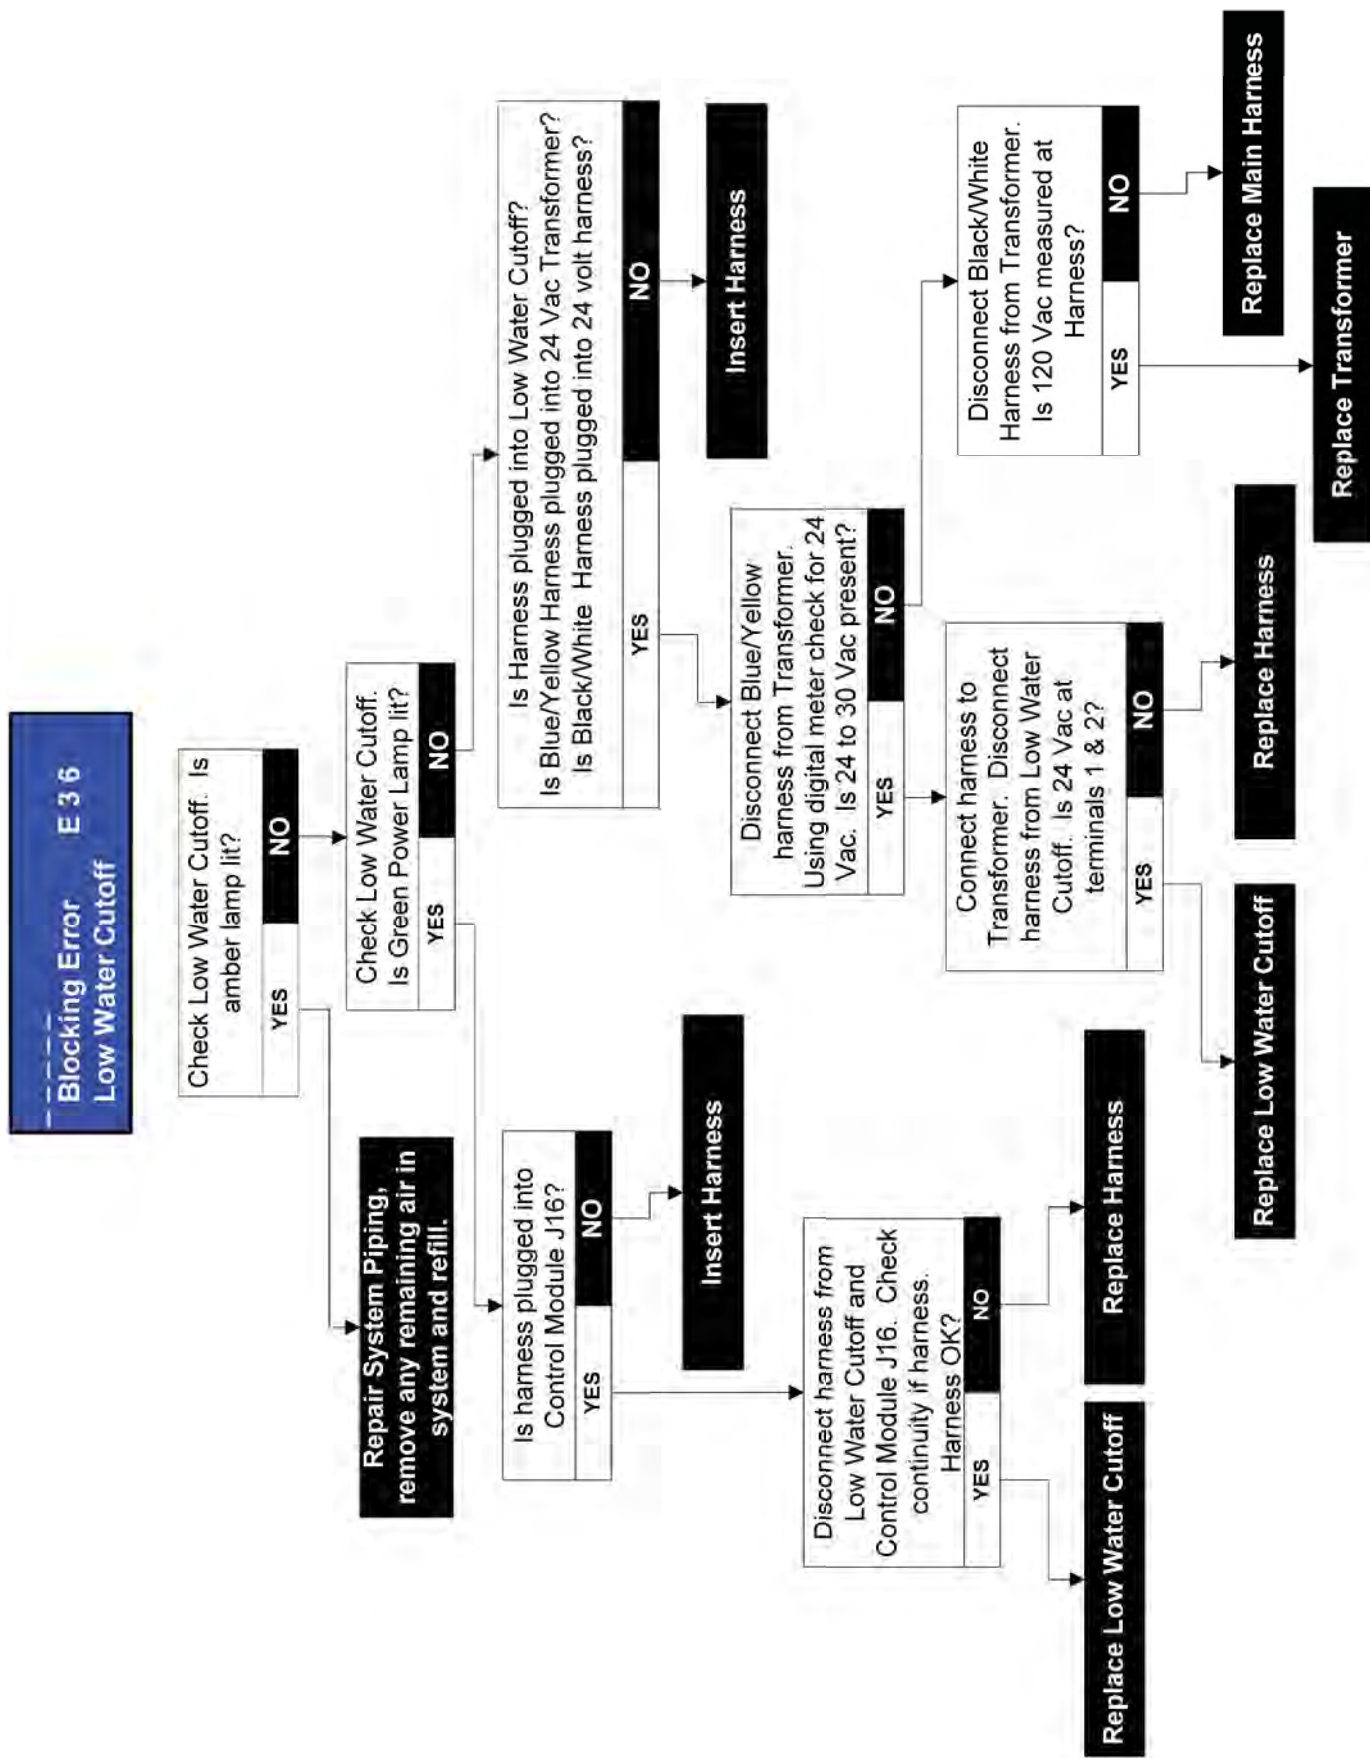 Blocking Error E 3 6
Low Water Cutoff
Check Low Water Cutoff. Is
amber lamp lit?
YES
NO
Repair System Piping,
remove any remaining air in
system and refill.
Check Low Water Cutoff.
Is Green Power Lamp lit?
YES
NO
Is harness plugged into
Control Module J16?
YES
NO
Insert Harness
Disconnect harness from
Low Water Cutoff and
Control Module J16. Check
continuity if harness.
Harness OK?
YES
NO
Replace Low Water Cutoff
Replace Harness
Is Harness plugged into Low Water Cutoff?
Is Blue/Yellow Harness plugged into 24 Vac Transformer?
Is Black/White Harness plugged into 24 volt harness?
YES
NO
Insert Harness
Disconnect Blue/Yellow
harness from Transformer.
Using digital meter check for 24
Vac. Is 24 to 30 Vac present?
YES
NO
Connect harness to
Transformer. Disconnect
harness from Low Water
Cutoff. Is 24 Vac at
terminals 1 & 2?
YES
NO
Replace Low Water Cutoff
Replace Harness
Disconnect Black/White
Harness from Transformer.
Is 120 Vac measured at
Harness?
YES
NO
Replace Transformer
Replace Main Harness